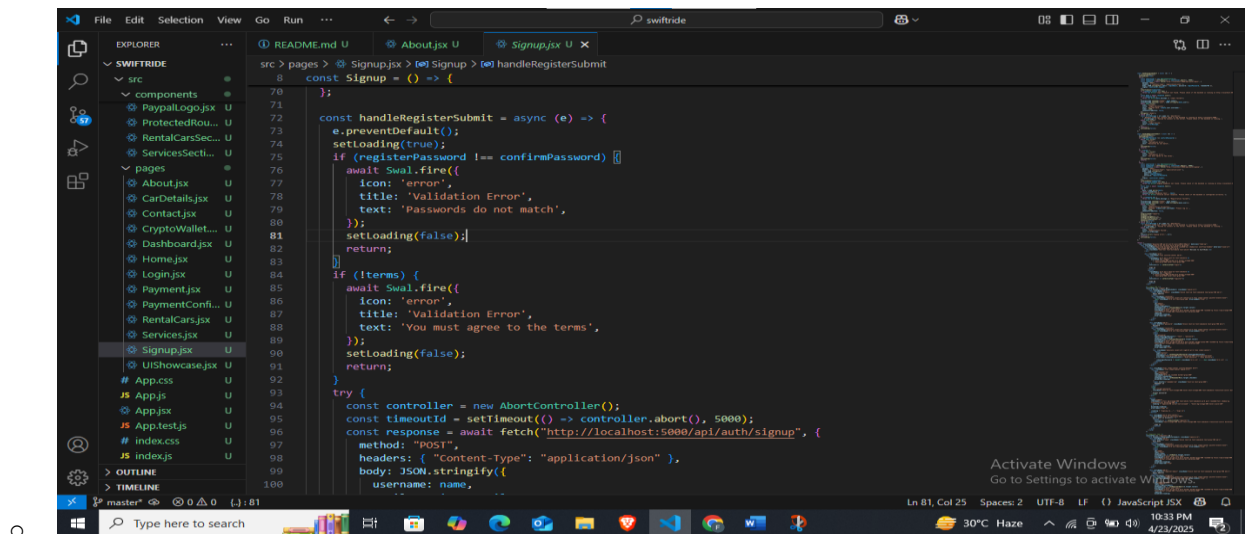 File Edit Selection View Go Run ··· swiftride
EXPLORER ···
README.md U About.jsx U Signup.jsx U
SWIFTRIDE
src > pages > Signup.jsx > Signup > handleRegisterSubmit
src
8 const Signup = () => {
components
70 };
PaypalLogo.jsx U
71
ProtectedRou... U
72 const handleRegisterSubmit = async (e) => {
57
RentalCarsSec... U
73 e.preventDefault();
ServicesSecti... U
74 setLoading(true);
pages
75 if (registerPassword !== confirmPassword) {
About.jsx U
76 await Swal.fire({
CarDetails.jsx U
77 icon: 'error',
Contact.jsx U
78 title: 'Validation Error',
CryptoWallet.... U
79 text: 'Passwords do not match',
Dashboard.jsx U
80 });
Home.jsx U
81 setLoading(false);
Login.jsx U
82 return;
Payment.jsx U
83 }
PaymentConfi... U
84 if (!terms) {
RentalCars.jsx U
85 await Swal.fire({
Services.jsx U
86 icon: 'error',
Signup.jsx U
87 title: 'Validation Error',
UIShowcase.jsx U
88 text: 'You must agree to the terms',
# App.css U
89 });
JS App.js U
90 setLoading(false);
App.jsx U
91 return;
JS App.test.js U
92 }
# index.css U
93 try {
JS index.js U
94 const controller = new AbortController();
95 const timeoutId = setTimeout(() => controller.abort(), 5000);
96 const response = await fetch("http://localhost:5000/api/auth/signup", {
97 method: "POST",
98 headers: { "Content-Type": "application/json" },
OUTLINE
99 body: JSON.stringify({
TIMELINE
100 username: name,
Activate Windows
Go to Settings to activate Windows.
master* 0 0 {..} : 81 Ln 81, Col 25 Spaces: 2 UTF-8 LF {} JavaScript JSX
Type here to search 30°C Haze 10:33 PM
4/23/2025
2